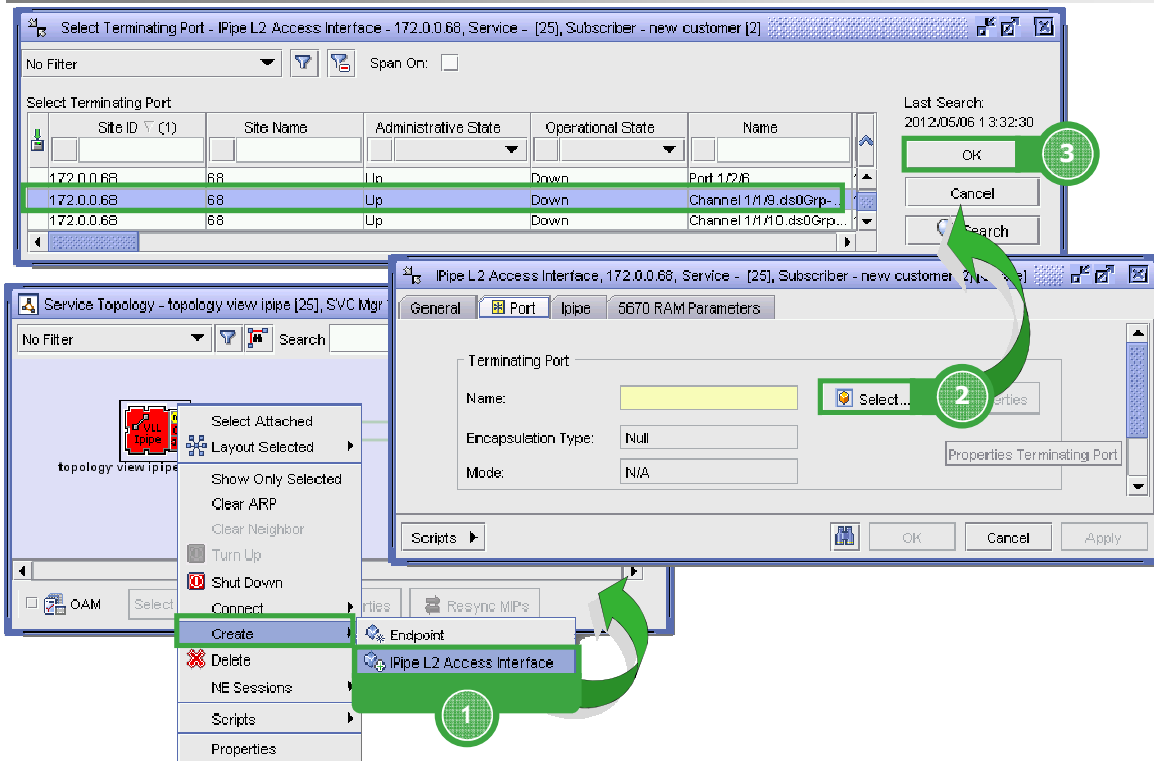 Select Terminating Port - IPipe L2 Access Interface - 172.0.0.68, Service - [25], Subscriber - new customer [2]
No Filter
Span On:
Select Terminating Port
Last Search:
2012/05/06 13:32:30
Site ID (1) Site Name Administrative State Operational State Name
172.0.0.68 68 Up Down Port 1/2/6
172.0.0.68 68 Up Down Channel 1/1/9.ds0Grp-...
172.0.0.68 68 Up Down Channel 1/1/10.ds0Grp...
OK
3
Cancel
Search
IPipe L2 Access Interface, 172.0.0.68, Service - [25], Subscriber - new customer
General Port Ipipe 5670 RAM Parameters
Terminating Port
Name:
Select...
2
erties
Encapsulation Type: Null
Properties Terminating Port
Mode: N/A
Scripts
OK Cancel Apply
Service Topology - topology view ipipe [25], SVC Mgr
No Filter
Search
VLL
Ipipe
topology view ipipe
Select Attached
Layout Selected
Show Only Selected
Clear ARP
Clear Neighbor
Turn Up
Shut Down
Connect
Create
Delete
NE Sessions
Scripts
Properties
OAM
Select
rties
Resync MIPs
Endpoint
IPipe L2 Access Interface
1